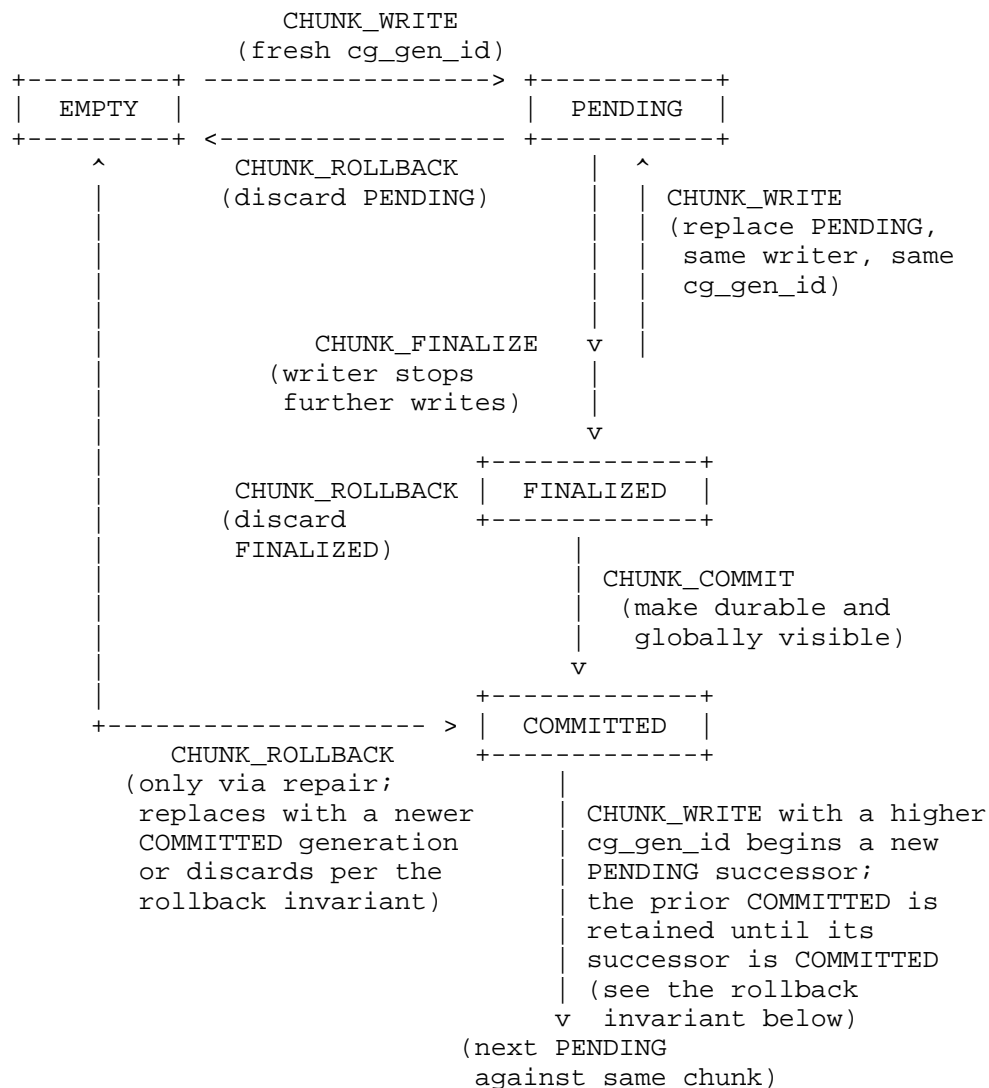 CHUNK_WRITE
(fresh cg_gen_id)
+---------+ -------------------> +-----------+
|  EMPTY  |                      |  PENDING  |
+---------+ <------------------- +-----------+
^ CHUNK_ROLLBACK | ^
| (discard PENDING) | | CHUNK_WRITE
| | | (replace PENDING,
| | | same writer, same
| | | cg_gen_id)
| | |
| CHUNK_FINALIZE v |
| (writer stops |
| further writes) |
| v
| +-------------+
| CHUNK_ROLLBACK |  FINALIZED  |
| (discard +-------------+
| FINALIZED) |
| | CHUNK_COMMIT
| | (make durable and
| | globally visible)
| v
| +-------------+
+--------------------- > |  COMMITTED  |
CHUNK_ROLLBACK +-------------+
(only via repair; |
replaces with a newer | CHUNK_WRITE with a higher
COMMITTED generation | cg_gen_id begins a new
or discards per the | PENDING successor;
rollback invariant) | the prior COMMITTED is
| retained until its
| successor is COMMITTED
| (see the rollback
v invariant below)
(next PENDING
against same chunk)